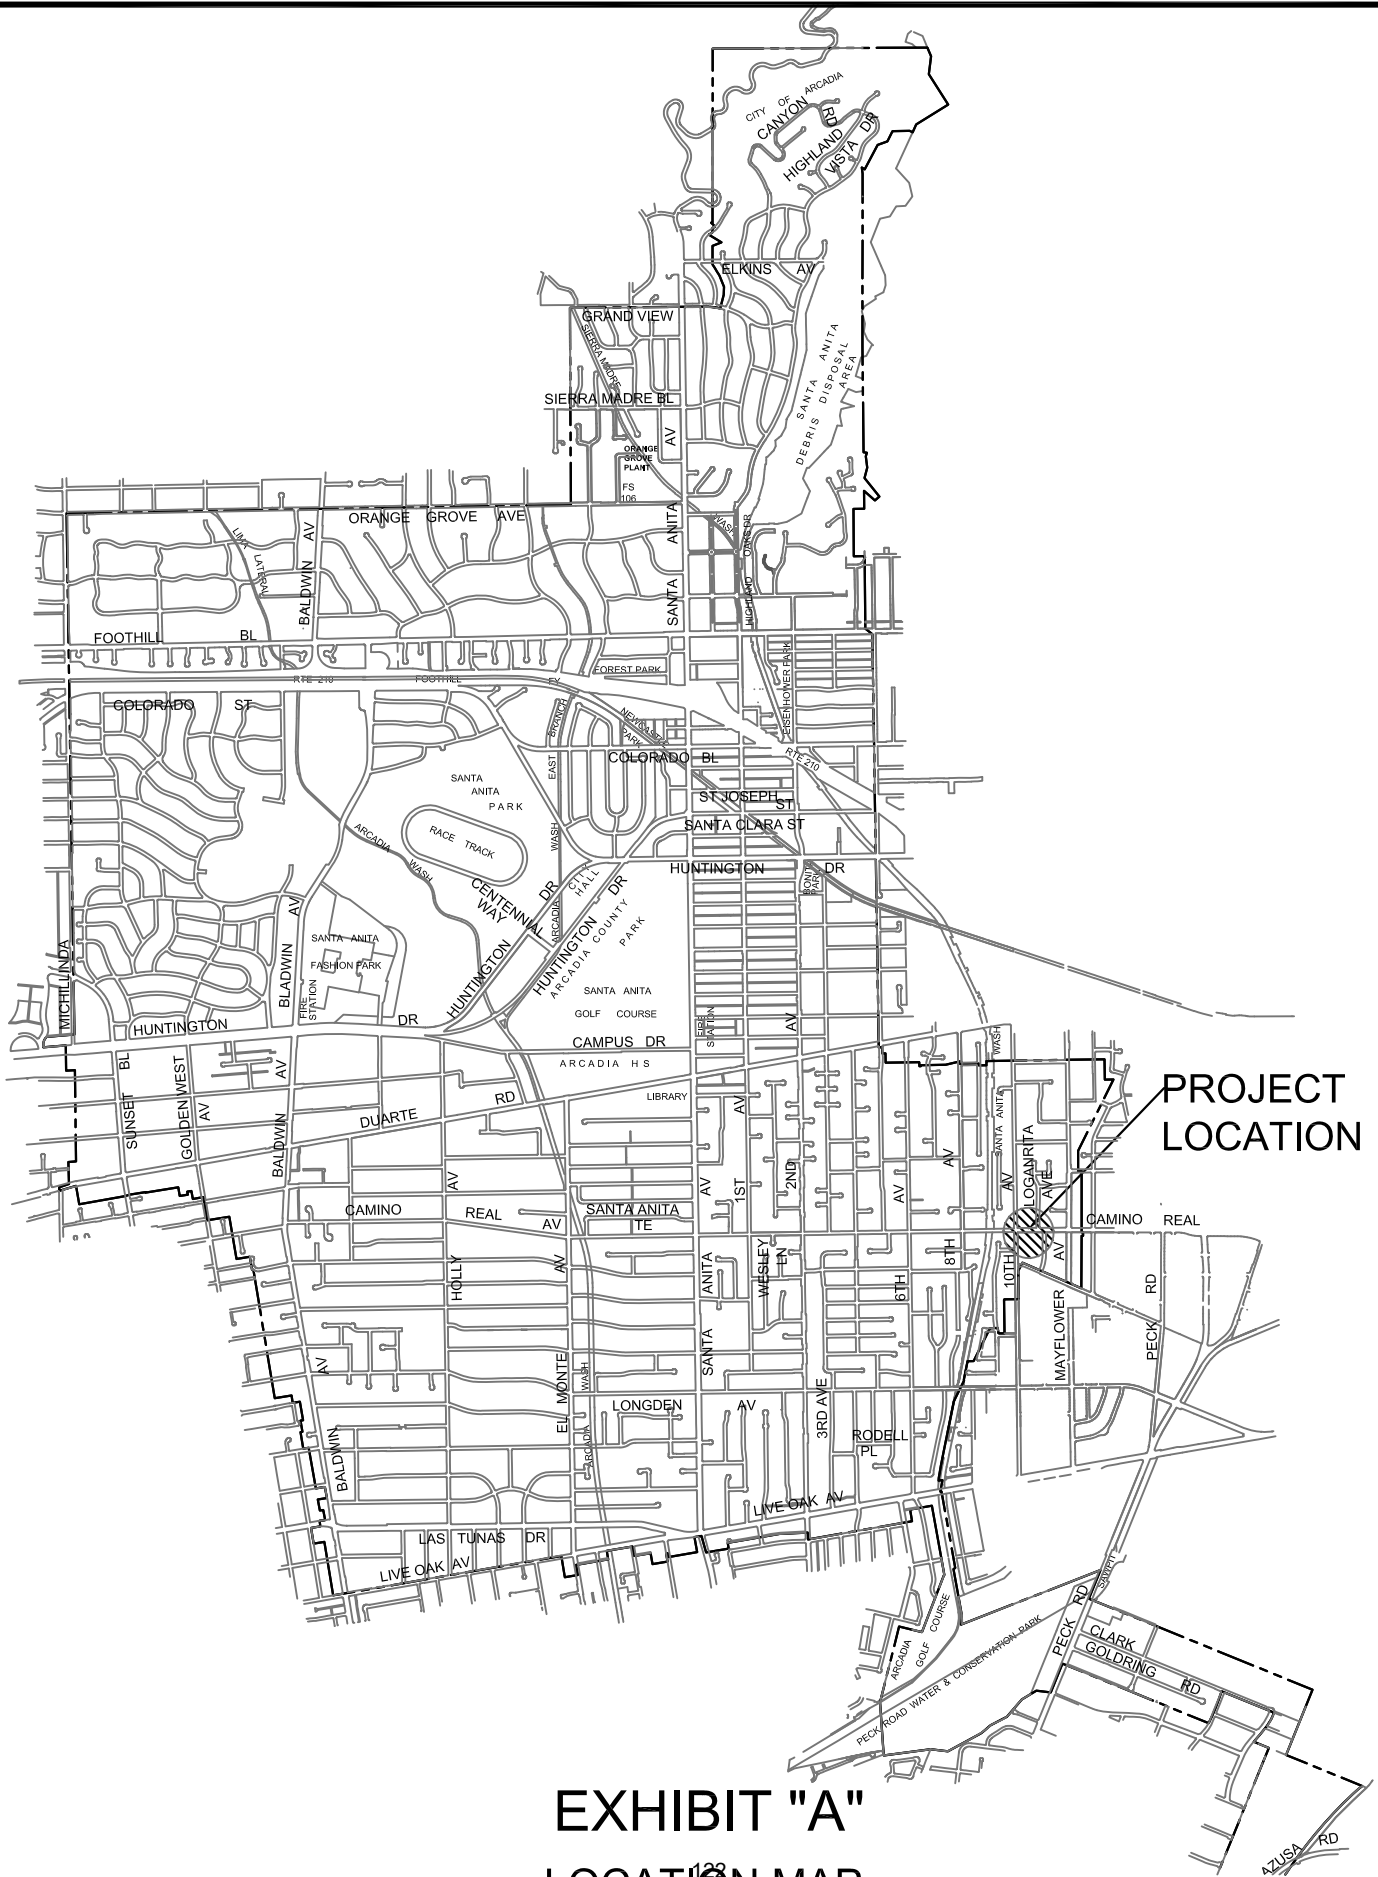 CITY OF ARCADIA
CANYON
RD
HIGHLAND
VISTA DR
ELKINS AV
GRAND VIEW
SIERRA MADRE
SIERRA MADRE BL
SANTA ANITA
DEBRIS DISPOSAL
AREA
ORANGE
GROVE
PLANT
FS
106
AV
ANITA
SANTA
WASH
OAKS DR
HIGHLAND
ORANGE GROVE AVE
LIMA
LATERAL
BALDWIN AV
FOOTHILL BL
RTE 210 FOOTHILL FY
FOREST PARK
EISENHOWER PARK
COLORADO ST
BRANCH
EAST
WASH
ARCADIA
NEWCASTLE
PARK
COLORADO BL
RTE 210
SANTA
ANITA
PARK
RACE TRACK
ST JOSEPH ST
SANTA CLARA ST
HUNTINGTON DR
BONITA
PARK
ARCADIA WASH
CENTENNIAL
WAY
CITY
HALL
HUNTINGTON DR
HUNTINGTON DR
ARCADIA COUNTY
PARK
BLADWIN AV
SANTA ANITA
FASHION PARK
FIRE
STATION
SANTA ANITA
GOLF COURSE
FIRE
STATION
AV
MICHILLINDA
HUNTINGTON DR
CAMPUS DR
ARCADIA HS
LIBRARY
WASH
SANTA ANITA
SUNSET BL
GOLDEN WEST
AV
BALDWIN AV
DUARTE RD
PROJECT
LOCATION
LOGANRITA
AVE
CAMINO REAL AV
SANTA ANITA
TE
CAMINO REAL
HOLLY AV
EL MONTE AV
WASH
ARCADIA
SANTA ANITA AV
1ST AV
2ND
WESLEY
LN
3RD AVE
6TH AV
8TH AV
10TH AV
MAYFLOWER AV
PECK RD
LONGDEN AV
RODELL
PL
BALDWIN AV
LIVE OAK AV
LAS TUNAS DR
LIVE OAK AV
ARCADIA
GOLF COURSE
PECK ROAD WATER & CONSERVATION PARK
PECK RD
SAWPIT
CLARK
GOLDRING RD
AZUSA RD
EXHIBIT "A"
122
LOCATION MAP